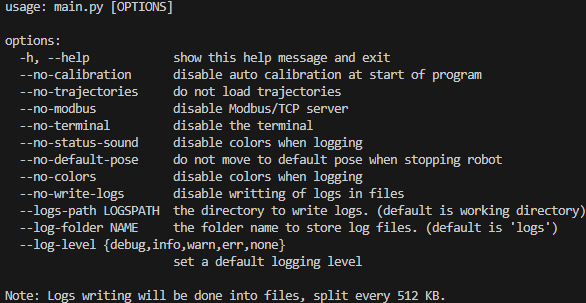 usage: main.py [OPTIONS]
options:
-h, --help show this help message and exit
--no-calibration disable auto calibration at start of program
--no-trajectories do not load trajectories
--no-modbus disable Modbus/TCP server
--no-terminal disable the terminal
--no-status-sound disable colors when logging
--no-default-pose do not move to default pose when stopping robot
--no-colors disable colors when logging
--no-write-logs disable writting of logs in files
--logs-path LOGSPATH the directory to write logs. (default is working directory)
--log-folder NAME the folder name to store log files. (default is 'logs')
--log-level {debug,info,warn,err,none}
set a default logging level
Note: Logs writing will be done into files, split every 512 KB.